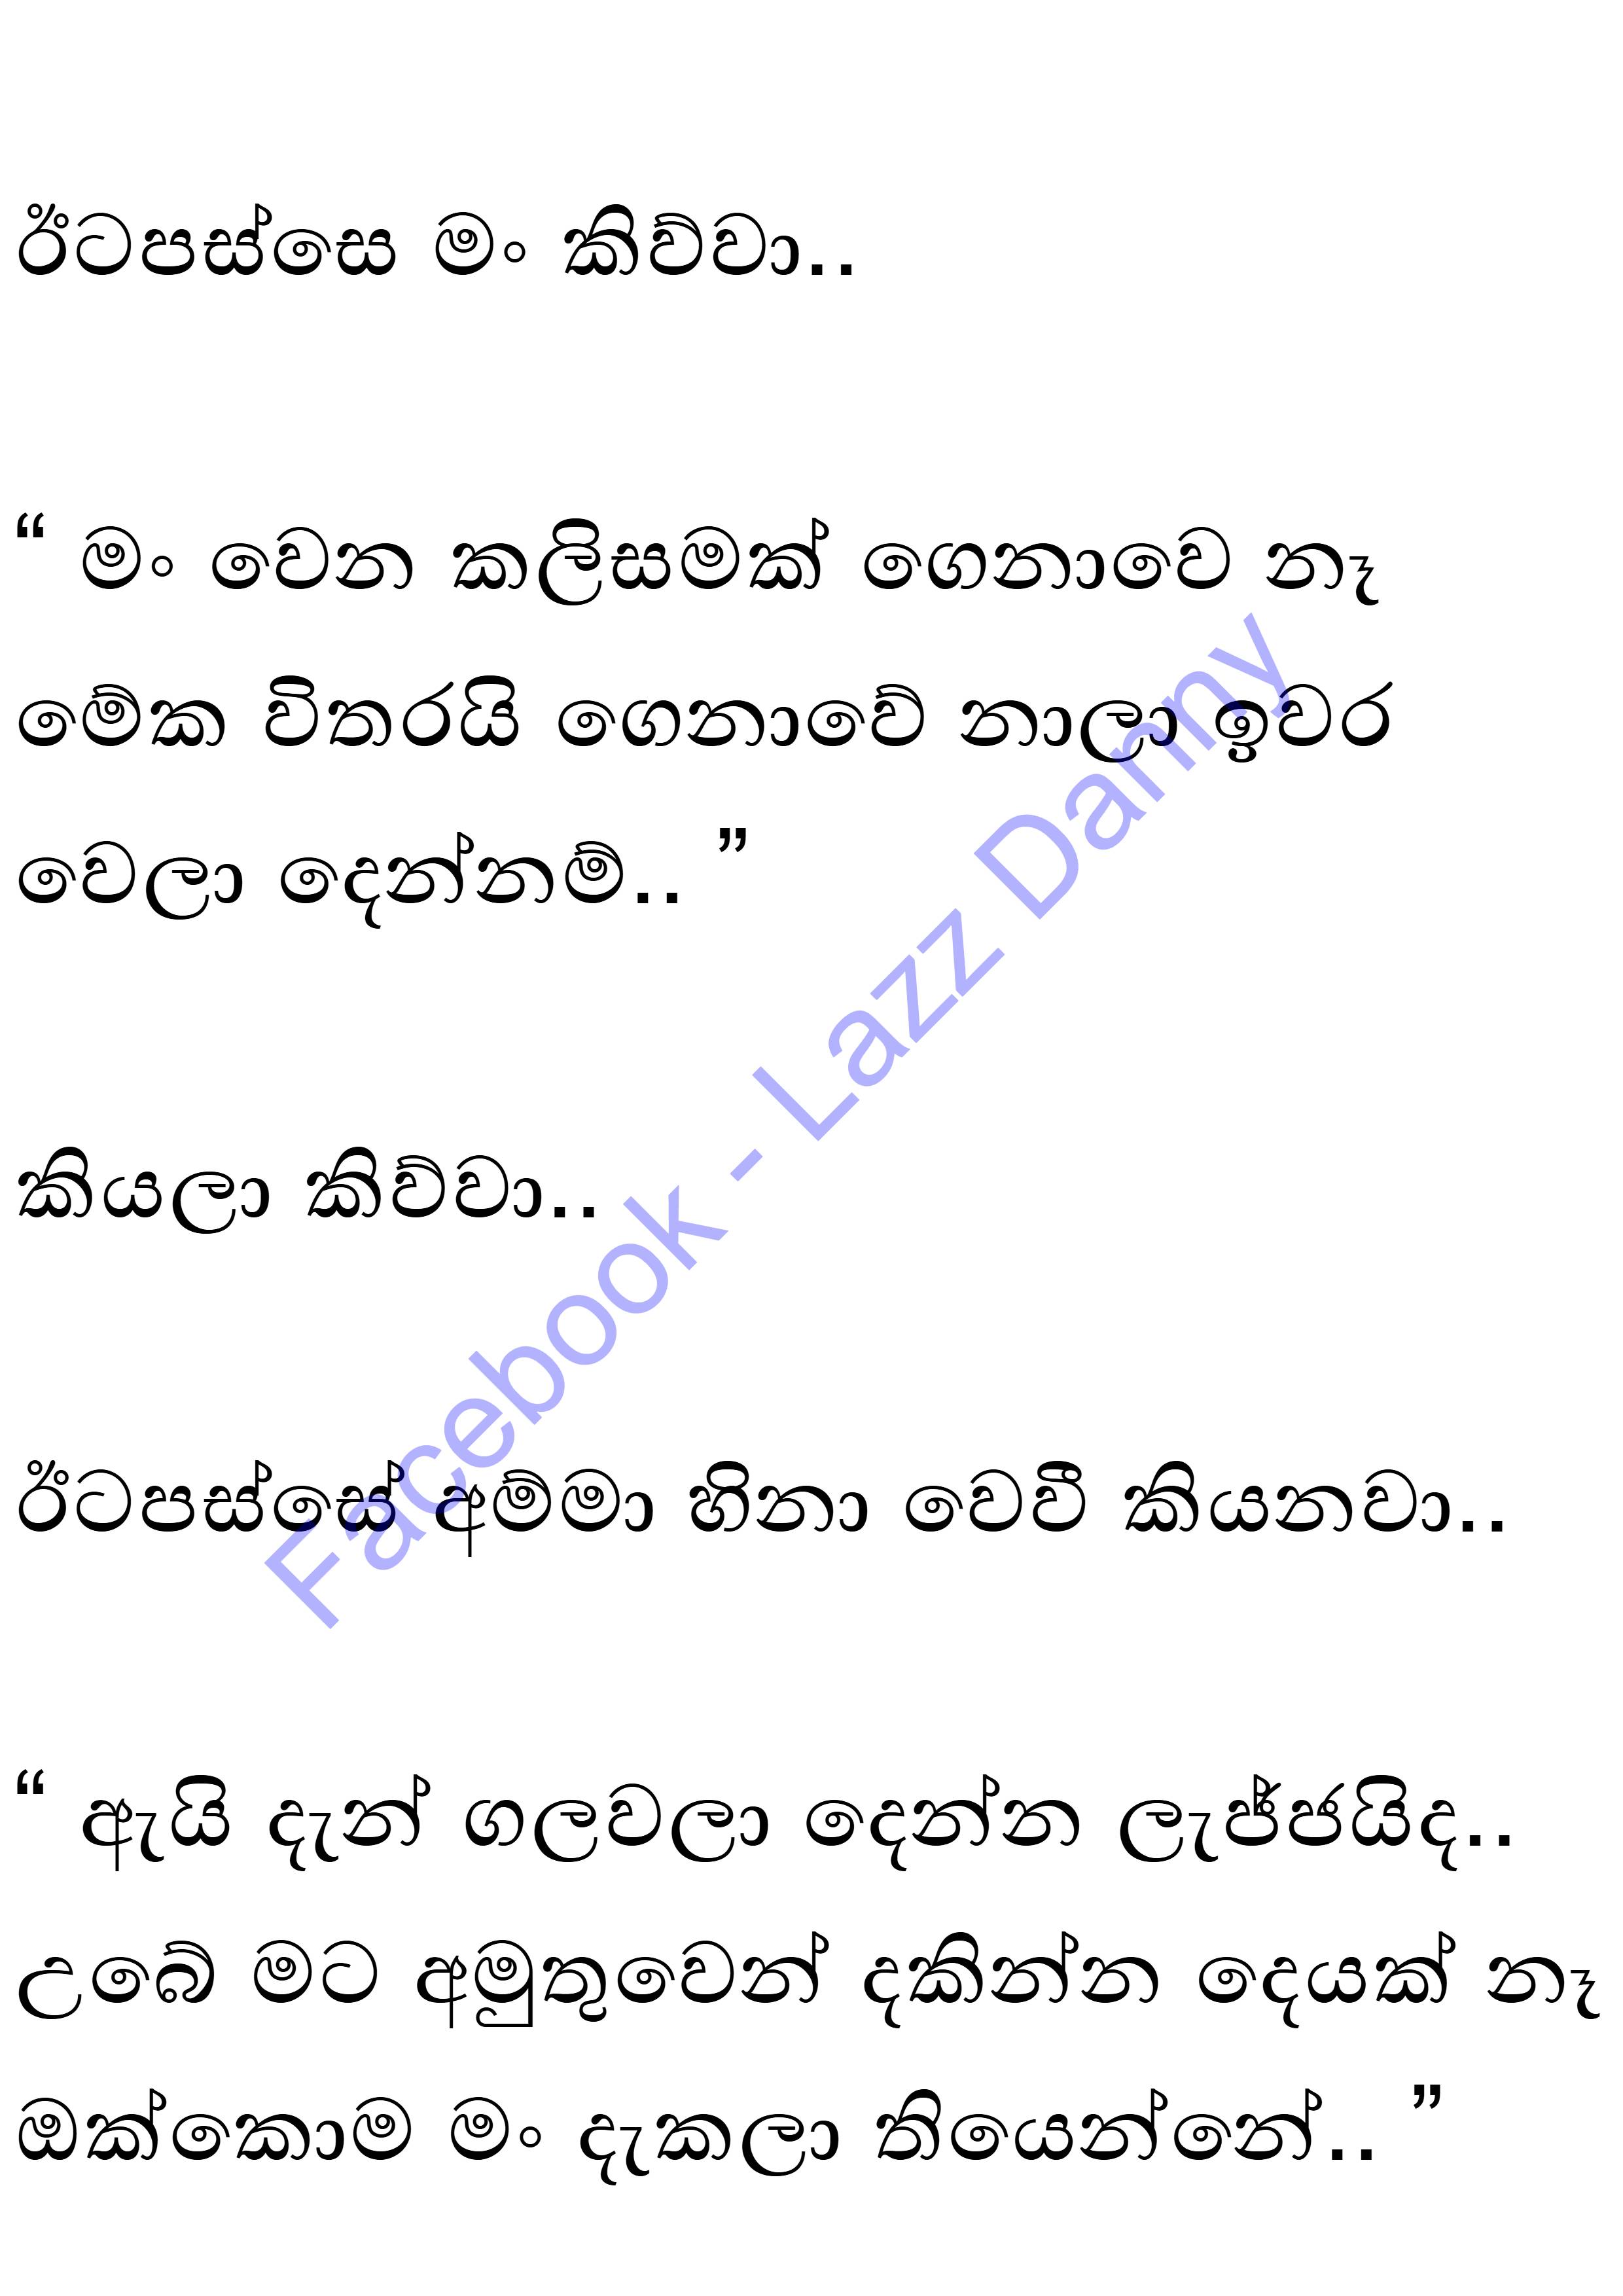 ඊටපස්සෙ මං කිව්වා..
“ මං වෙන කලිසමක් ගෙනාවෙ නෑ
මේක විතරයි ගෙනාවේ නාලා ඉවර
වෙලා දෙන්නම්.. ”
කියලා කිව්වා..
ඊටපස්සේ අම්මා හිනා වෙවී කියනවා..
“ ඇයි දැන් ගලවලා දෙන්න ලැජ්ජයිද..
උබේ මට අමුතුවෙන් දකින්න දෙයක් නෑ
ඔක්කොම මං දැකලා තියෙන්නේ.. ”
Facebook - Lazz Danny